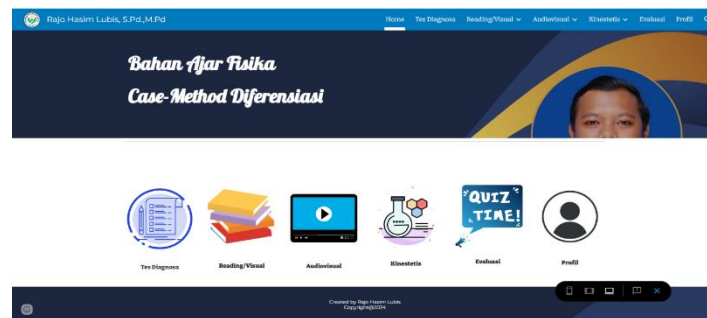 Rajo Hasim Lubis, S.Pd.,M.Pd
Home Tes Diagnosa Reading/Visual Audiovisual Kinestetis Evaluasi Profil
Bahan Ajar Fisika
Case-Method Diferensiasi
QUIZ
TIME!
Tes Diagnosa Reading/Visual Audiovisual Kinestetis Evaluasi Profil
Created by Rajo Hasim Lubis
Copyright@2024